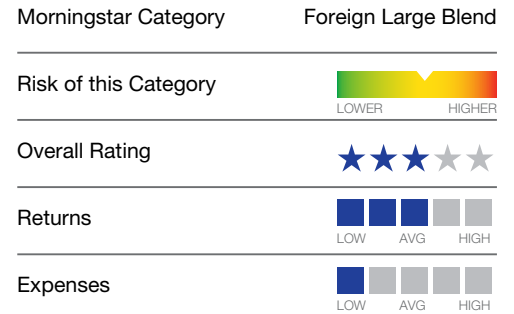 Morningstar Category Foreign Large Blend
Risk of this Category
LOWER HIGHER
Overall Rating
Returns
LOW AVG HIGH
Expenses
LOW AVG HIGH